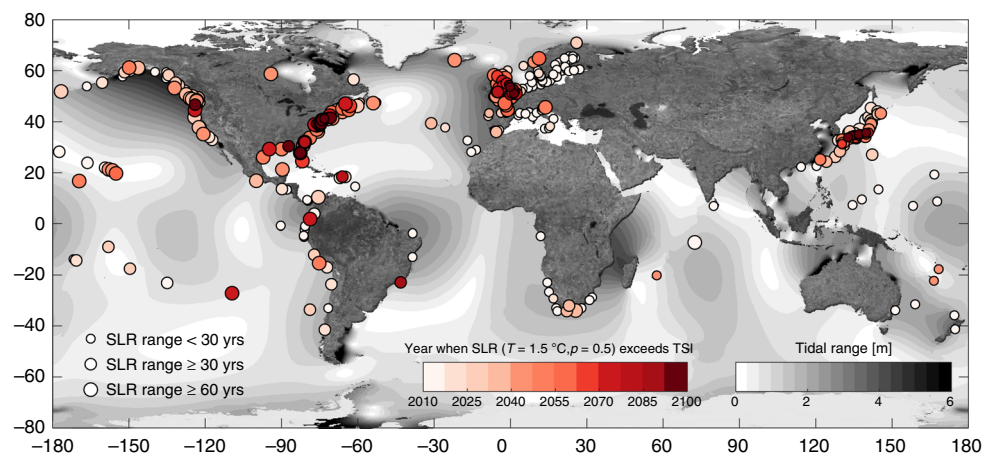 80
60
40
20
0
−20
−40
−60
−80
SLR range < 30 yrs
SLR range ≥ 30 yrs
SLR range ≥ 60 yrs
Year when SLR (T = 1.5 °C,p = 0.5) exceeds TSI
2010 2025 2040 2055 2070 2085 2100
Tidal range [m]
0 2 4 6
−180 −150 −120 −90 −60 −30 0 30 60 90 120 150 180